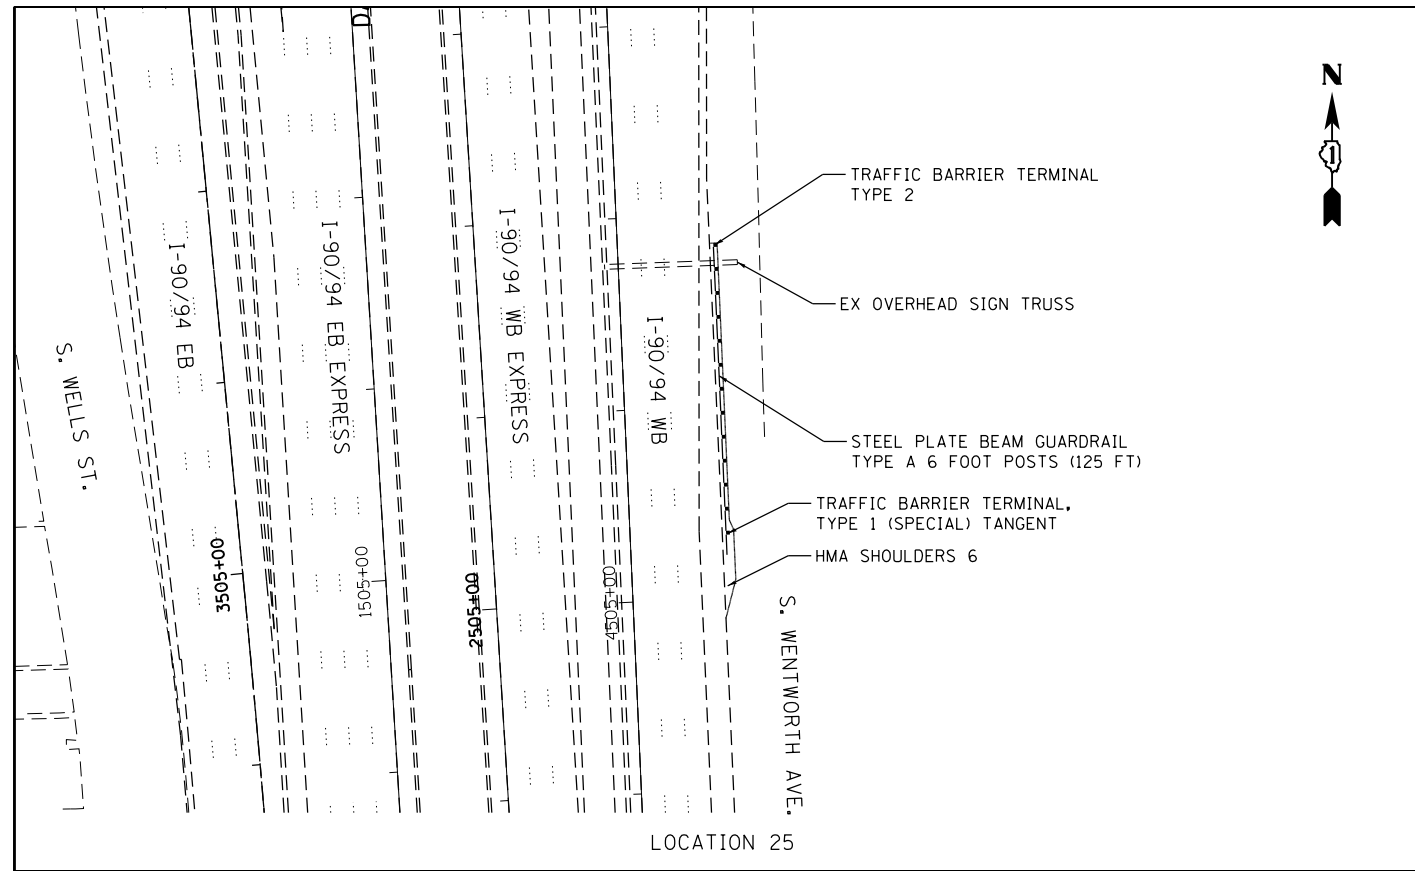 D
N
1
TRAFFIC BARRIER TERMINAL
TYPE 2
EX OVERHEAD SIGN TRUSS
STEEL PLATE BEAM GUARDRAIL
TYPE A 6 FOOT POSTS (125 FT)
TRAFFIC BARRIER TERMINAL,
TYPE 1 (SPECIAL) TANGENT
HMA SHOULDERS 6
S. WELLS ST.
I-90/94 EB
I-90/94 EB EXPRESS
I-90/94 WB EXPRESS
I-90/94 WB
3505+00
1505+00
2505+00
4505+00
S. WENTWORTH AVE.
LOCATION 25